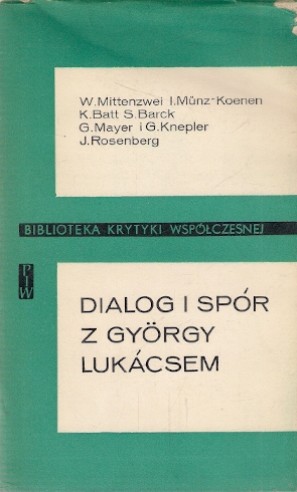 W. Mittenzwei I. Münz-Koenen
K. Batt S. Barck
G. Mayer i G. Knepler
J. Rosenberg
BIBLIOTEKA KRYTYKI WSPÓŁCZESNEJ
PIW
DIALOG I SPÓR
Z GYÖRGY
LUKÁCSEM